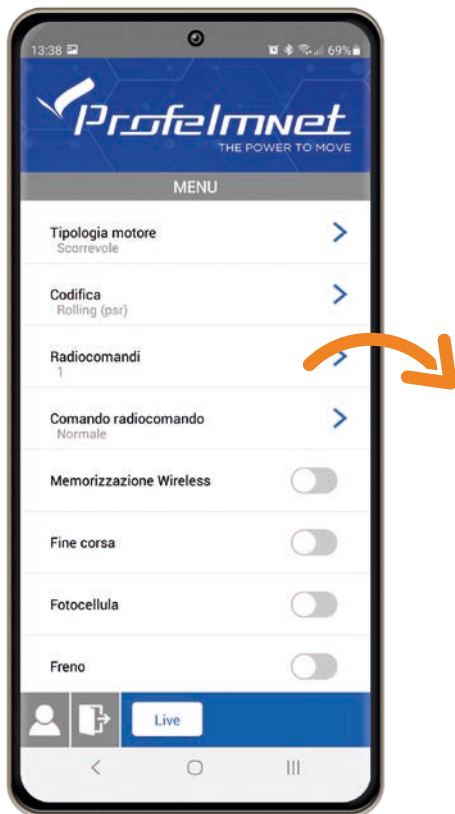 13:38
69%
Profelmnet
THE POWER TO MOVE
MENU
Tipologia motore
Scorrevole
Codifica
Rolling (psr)
Radiocomandi
1
Comando radiocomando
Normale
Memorizzazione Wireless
Fine corsa
Fotocellula
Freno
Live